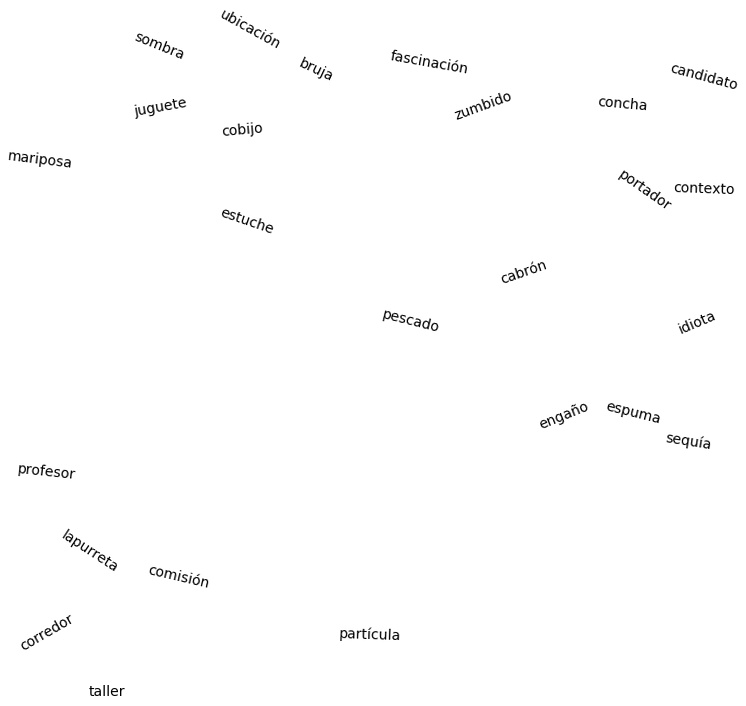 ubicación
sombra
bruja
fascinación
candidato
zumbido
concha
juguete
cobijo
mariposa
portador
contexto
estuche
cabrón
pescado
idiota
engaño
espuma
sequía
profesor
lapurreta
comisión
corredor
partícula
taller